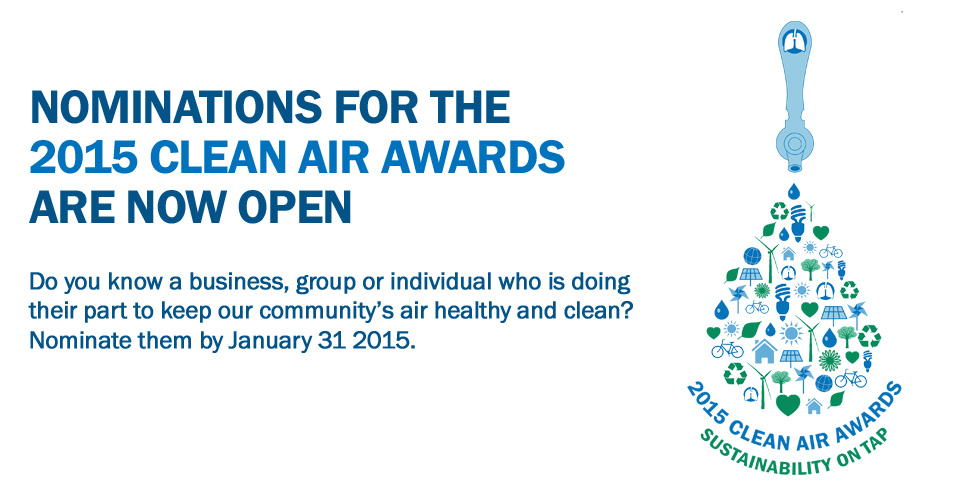 NOMINATIONS FOR THE
2015 CLEAN AIR AWARDS
ARE NOW OPEN
Do you know a business, group or individual who is doing
their part to keep our community’s air healthy and clean?
Nominate them by January 31 2015.
2015 CLEAN AIR AWARDS
SUSTAINABILITY ON TAP